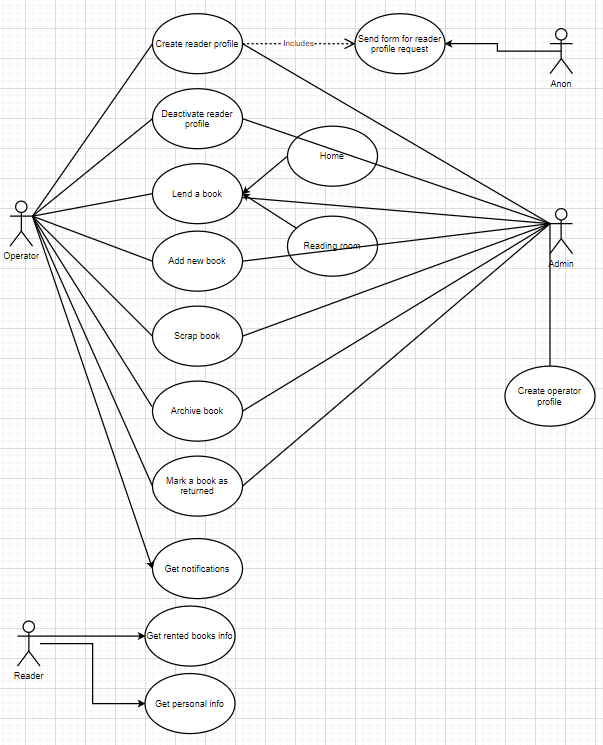 Create reader profile
Includes
Send form for reader
profile request
Anon
Deactivate reader
profile
Home
Lend a book
Operator
Reading room
Add new book
Admin
Scrap book
Create operator
profile
Archive book
Mark a book as
returned
Get notifications
Get rented books info
Reader
Get personal info